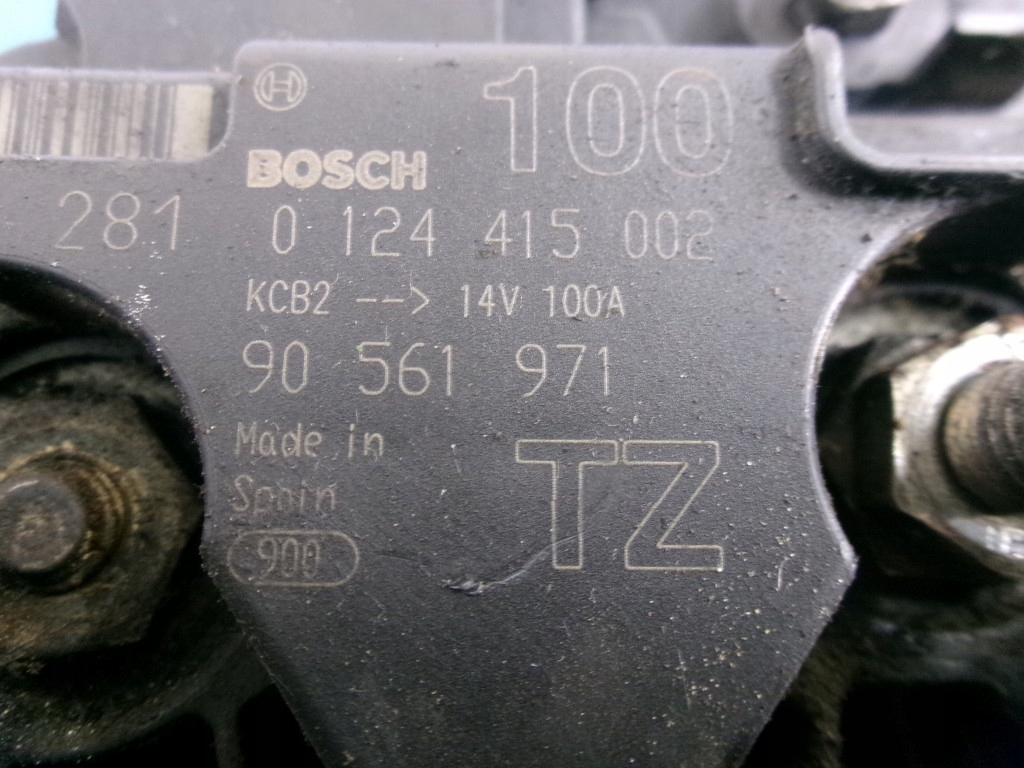 100
BOSCH
281 0 124 415 002
KCB2 --> 14V 100A
90 561 971
Made in
Spain
TZ
900